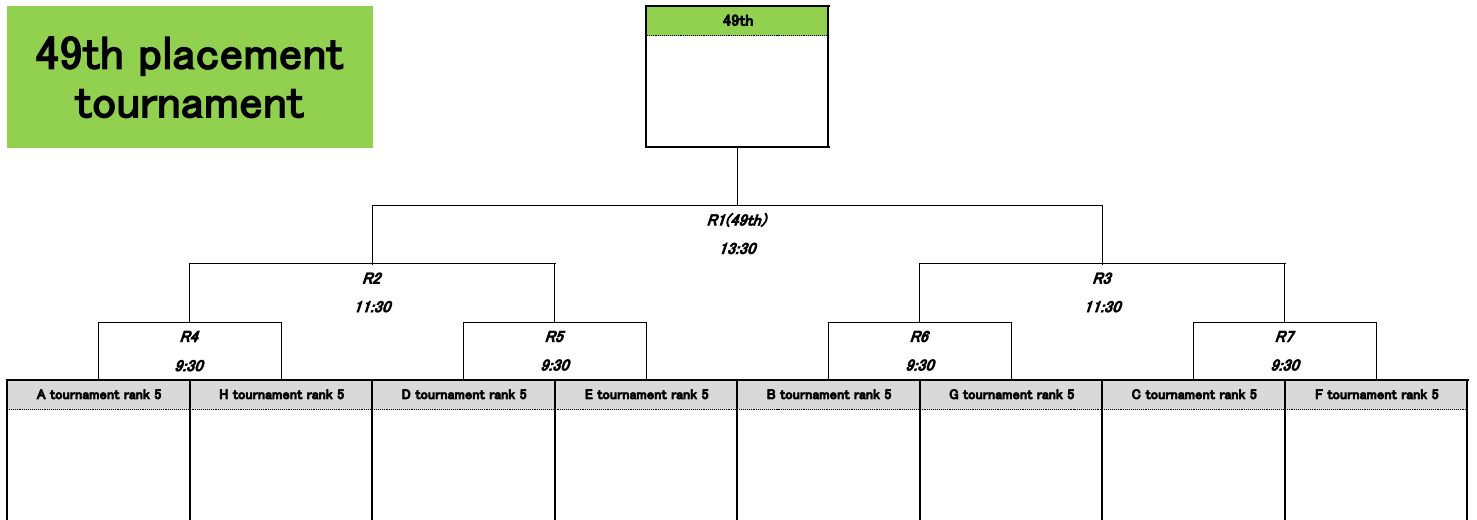 49th placement
tournament
49th
R1(49th)
13:30
R2
R3
11:30
11:30
R4
R5
R6
R7
9:30
9:30
9:30
9:30
A tournament rank 5
H tournament rank 5
D tournament rank 5
E tournament rank 5
B tournament rank 5
G tournament rank 5
C tournament rank 5
F tournament rank 5